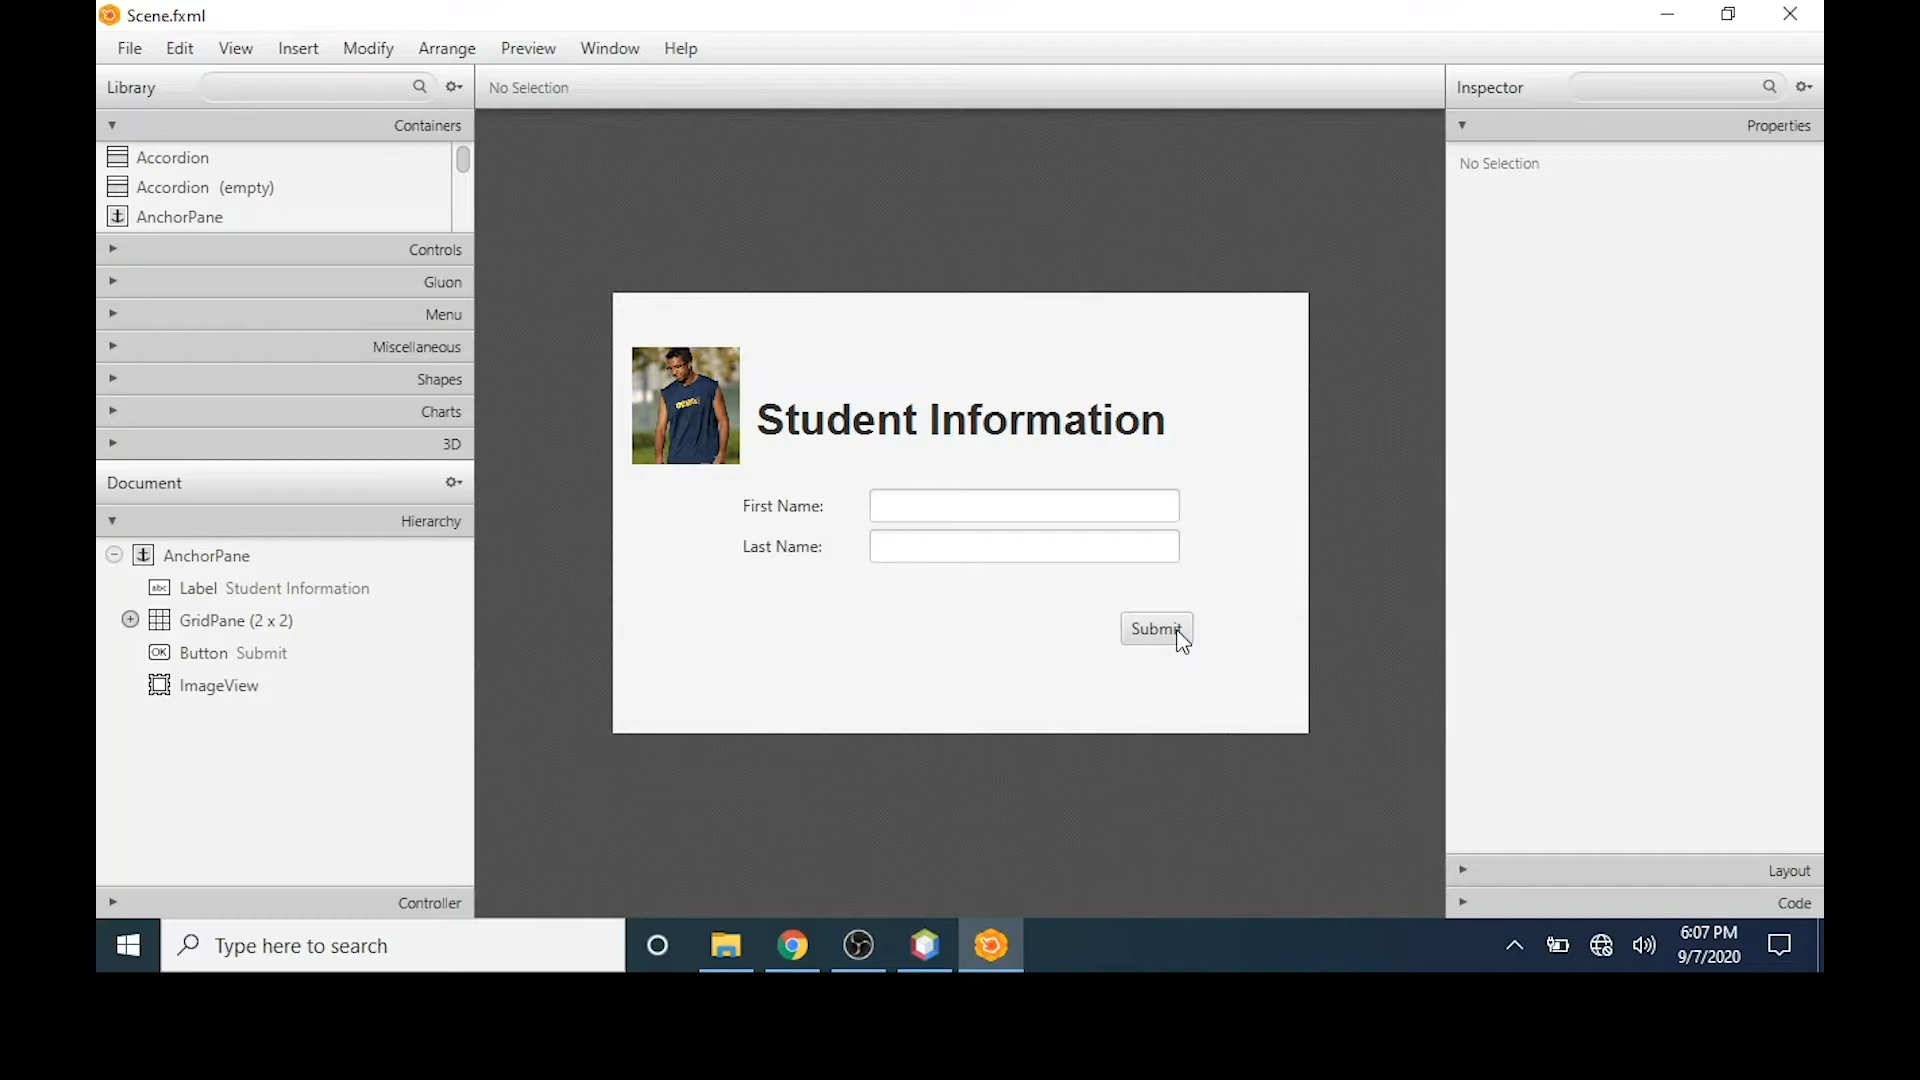 Scene.fxml
File Edit View Insert Modify Arrange Preview Window Help
Library
No Selection
Inspector
Containers
Properties
Accordion
No Selection
Accordion (empty)
AnchorPane
Controls
Gluon
Menu
Miscellaneous
Shapes
Charts
3D
Document
Hierarchy
AnchorPane
abc Label Student Information
GridPane (2 x 2)
OK Button Submit
ImageView
Controller
Student Information
First Name:
Last Name:
Submit
Layout
Code
Type here to search
6:07 PM
9/7/2020